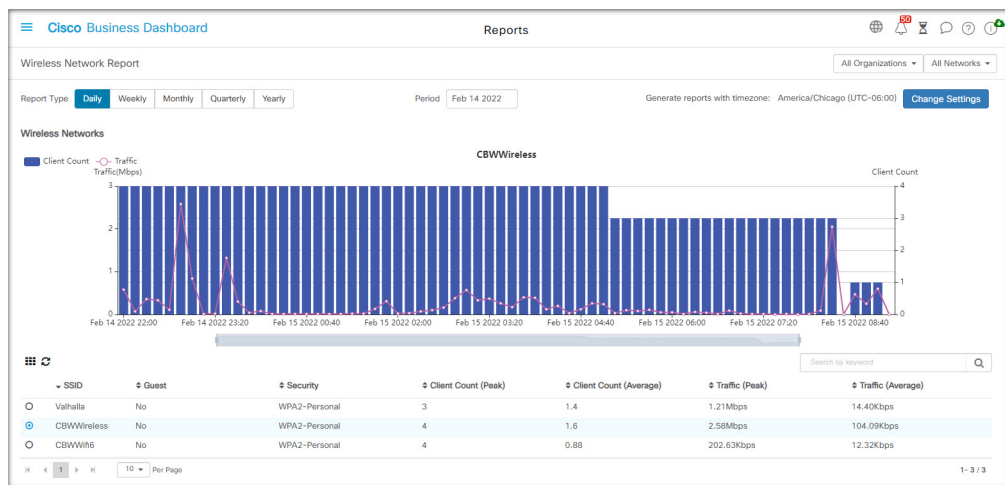 Cisco Business Dashboard
Reports
50
Wireless Network Report
All Organizations
All Networks
Report Type
Daily
Weekly
Monthly
Quarterly
Yearly
Period
Feb 14 2022
Generate reports with timezone: America/Chicago (UTC-06:00)
Change Settings
Wireless Networks
CBWWireless
Client Count
Traffic
Traffic(Mbps)
Client Count
3
2
1
0
4
3
2
1
0
Feb 14 2022 22:00
Feb 14 2022 23:20
Feb 15 2022 00:40
Feb 15 2022 02:00
Feb 15 2022 03:20
Feb 15 2022 04:40
Feb 15 2022 06:00
Feb 15 2022 07:20
Feb 15 2022 08:40
Search by keyword
SSID Guest Security Client Count (Peak) Client Count (Average) Traffic (Peak) Traffic (Average)
Valhalla No WPA2-Personal 3 1.4 1.21Mbps 14.40Kbps
CBWWireless No WPA2-Personal 4 1.6 2.58Mbps 104.09Kbps
CBWWifi6 No WPA2-Personal 4 0.88 202.63Kbps 12.32Kbps
1
10
Per Page
1- 3 / 3